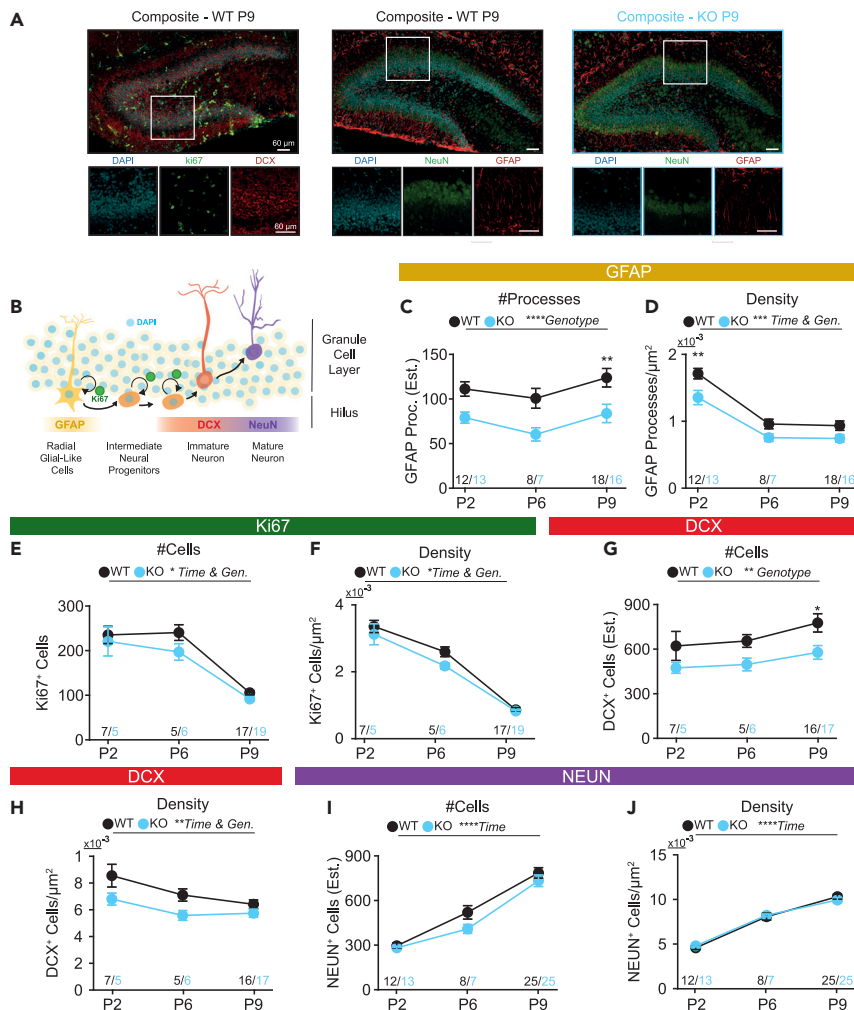 A
Composite - WT P9
Composite - WT P9
Composite - KO P9
60 µm
DAPI
ki67
DCX
DAPI
NeuN
GFAP
DAPI
NeuN
GFAP
60 µm
GFAP
B
DAPI
Ki67
Granule
Cell
Layer
Hilus
GFAP
DCX
NeuN
Radial
Glial-Like
Cells
Intermediate
Neural
Progenitors
Immature
Neuron
Mature
Neuron
C
#Processes
WT KO ****Genotype
**
GFAP Proc. (Est.)
150
100
50
0
12/13
8/7
18/16
P2
P6
P9
D
Density
WT KO *** Time & Gen.
x10⁻³
**
GFAP Processes/µm²
2
1
0
12/13
8/7
18/16
P2
P6
P9
Ki67
DCX
E
#Cells
WT KO * Time & Gen.
Ki67⁺ Cells
300
200
100
0
7/5
5/6
17/19
P2
P6
P9
F
Density
WT KO *Time & Gen.
x10⁻³
Ki67⁺ Cells/µm²
4
2
0
7/5
5/6
17/19
P2
P6
P9
G
#Cells
WT KO ** Genotype
*
DCX⁺ Cells (Est.)
900
600
300
0
7/5
5/6
16/17
P2
P6
P9
DCX
NEUN
H
Density
WT KO **Time & Gen.
x10⁻³
DCX⁺ Cells/µm²
1
8
6
4
2
0
7/5
5/6
16/17
P2
P6
P9
I
#Cells
WT KO ****Time
NEUN⁺ Cells (Est.)
900
600
300
0
12/13
8/7
25/25
P2
P6
P9
J
Density
WT KO ****Time
x10⁻³
NEUN⁺ Cells/µm²
15
10
5
0
12/13
8/7
25/25
P2
P6
P9